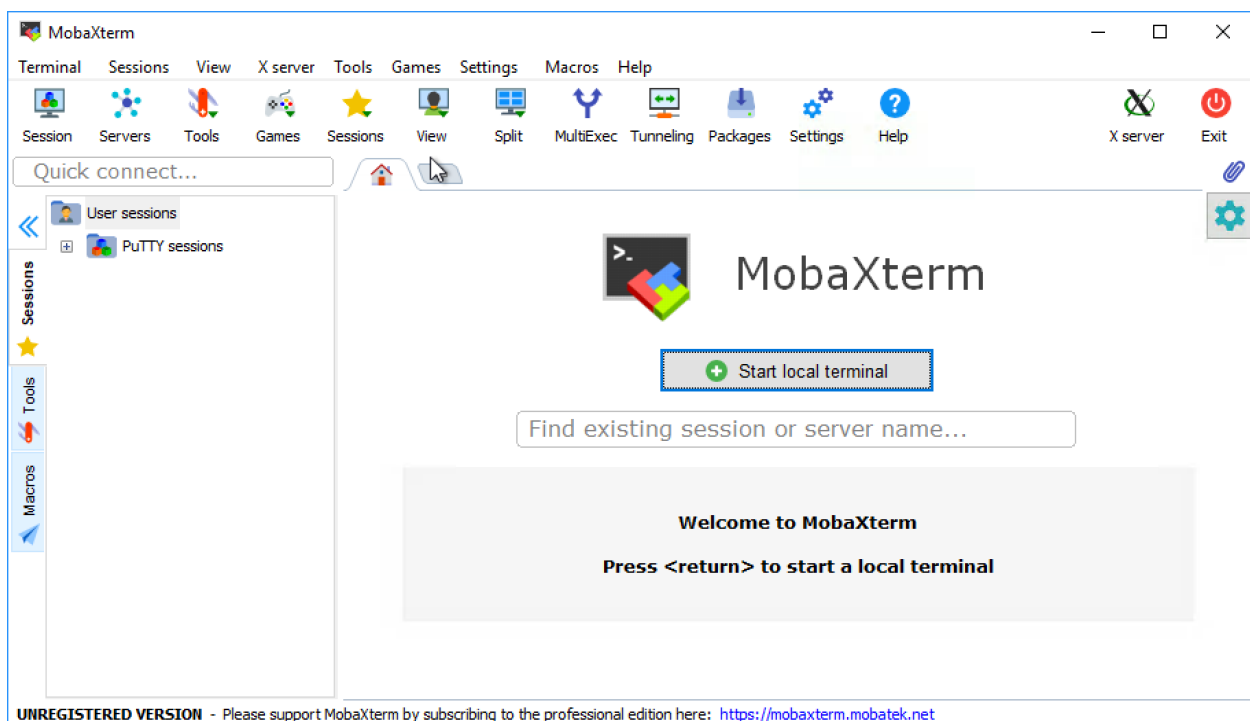 MobaXterm
Terminal Sessions View X server Tools Games Settings Macros Help
Session Servers Tools Games Sessions View Split MultiExec Tunneling Packages Settings Help X server Exit
Quick connect...
User sessions
PuTTY sessions
Sessions
Tools
Macros
>_
MobaXterm
Start local terminal
Find existing session or server name...
Welcome to MobaXterm
Press <return> to start a local terminal
UNREGISTERED VERSION - Please support MobaXterm by subscribing to the professional edition here: https://mobaxterm.mobatek.net